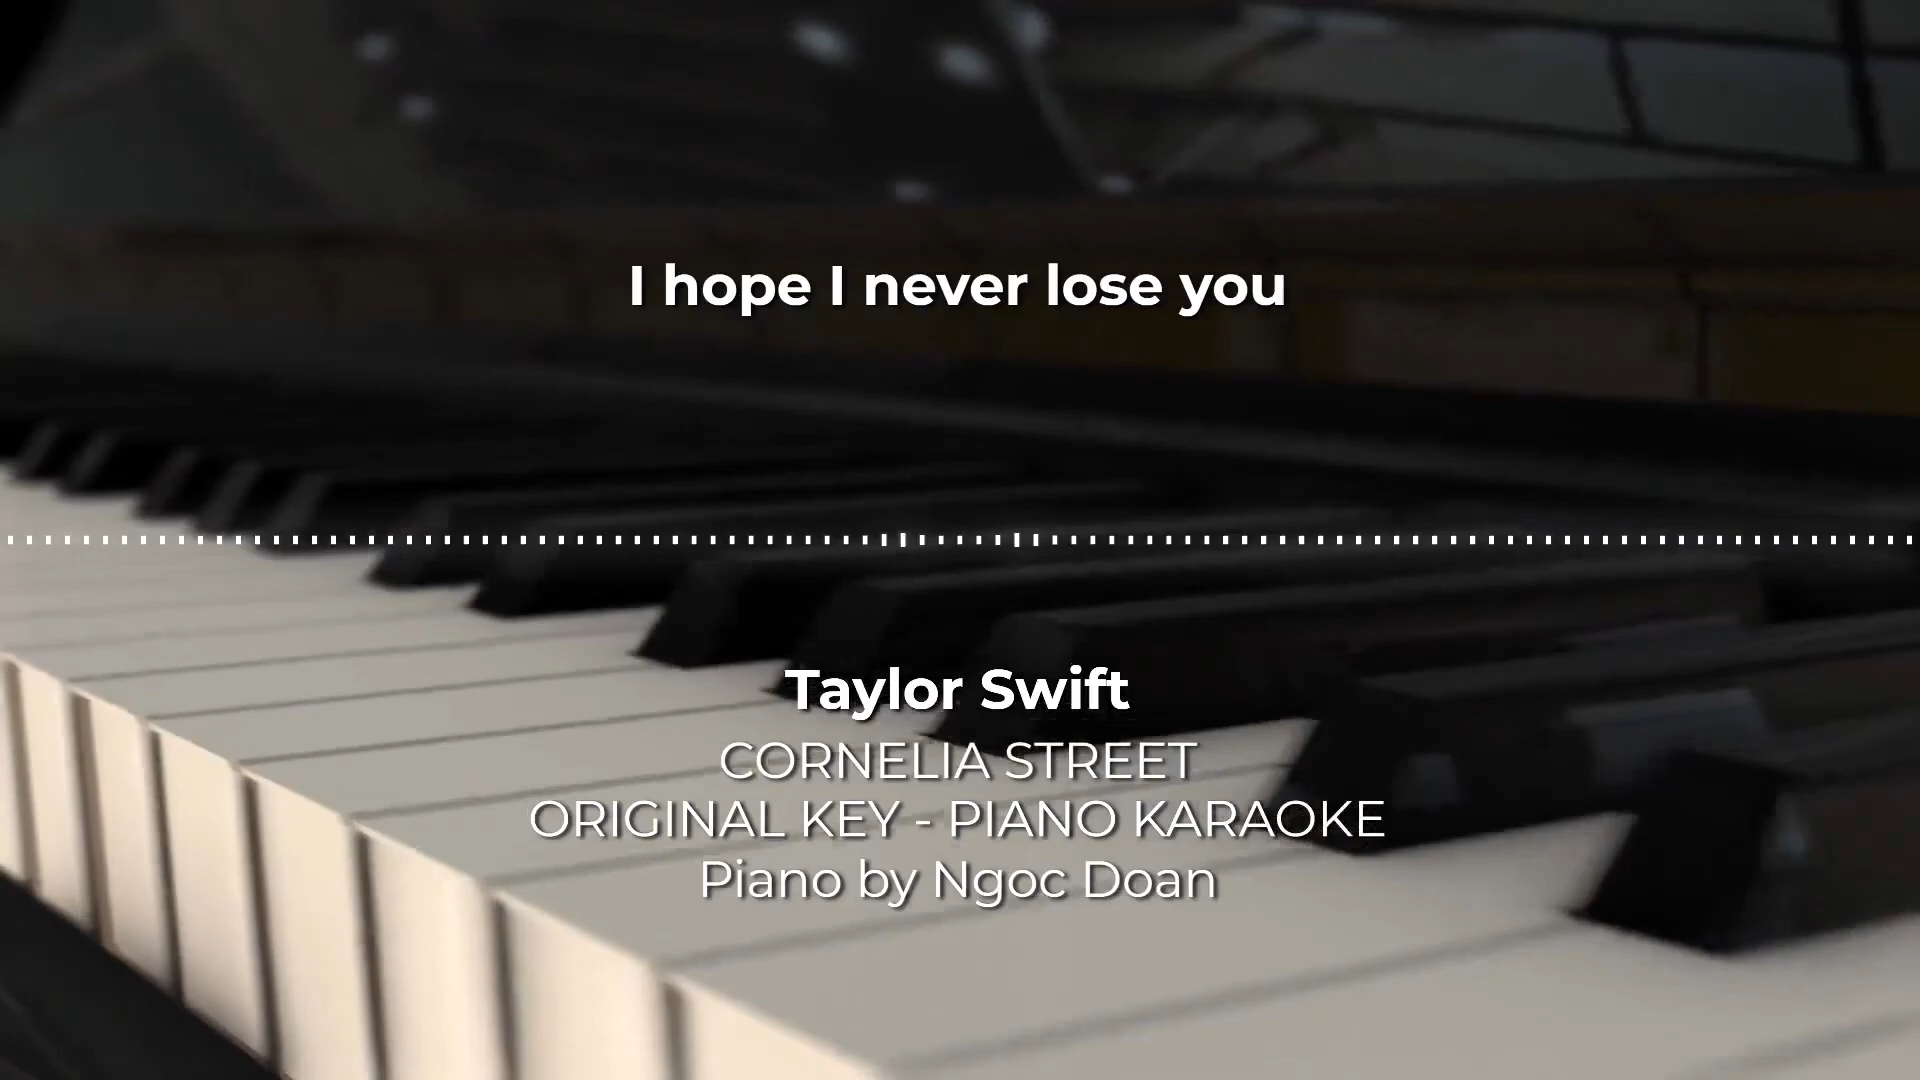 I hope I never lose you
Taylor Swift
CORNELIA STREET
ORIGINAL KEY - PIANO KARAOKE
Piano by Ngoc Doan